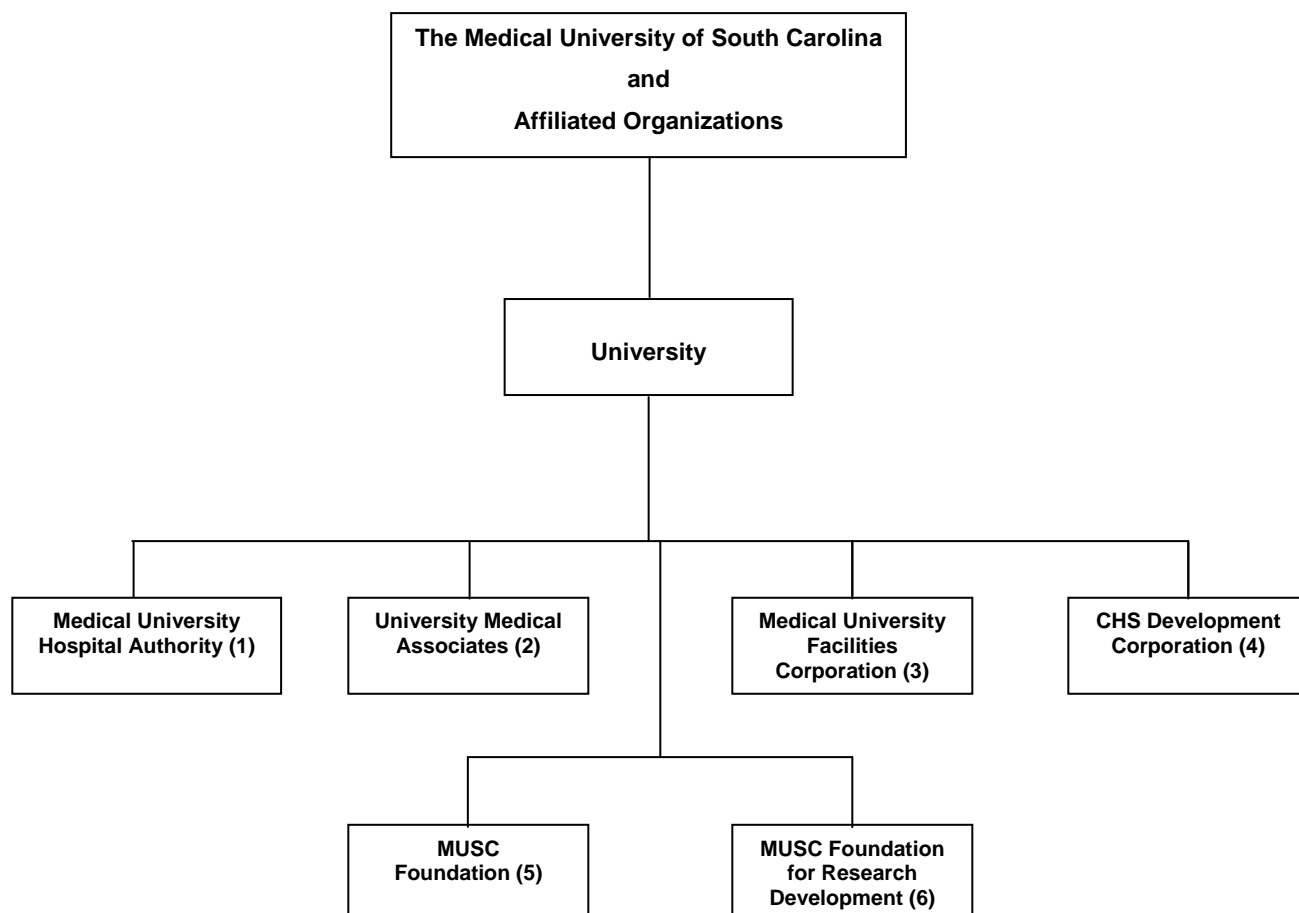 The Medical University of South Carolina
and
Affiliated Organizations
University
Medical University
Hospital Authority (1)
University Medical
Associates (2)
Medical University
Facilities
Corporation (3)
CHS Development
Corporation (4)
MUSC
Foundation (5)
MUSC Foundation
for Research
Development (6)